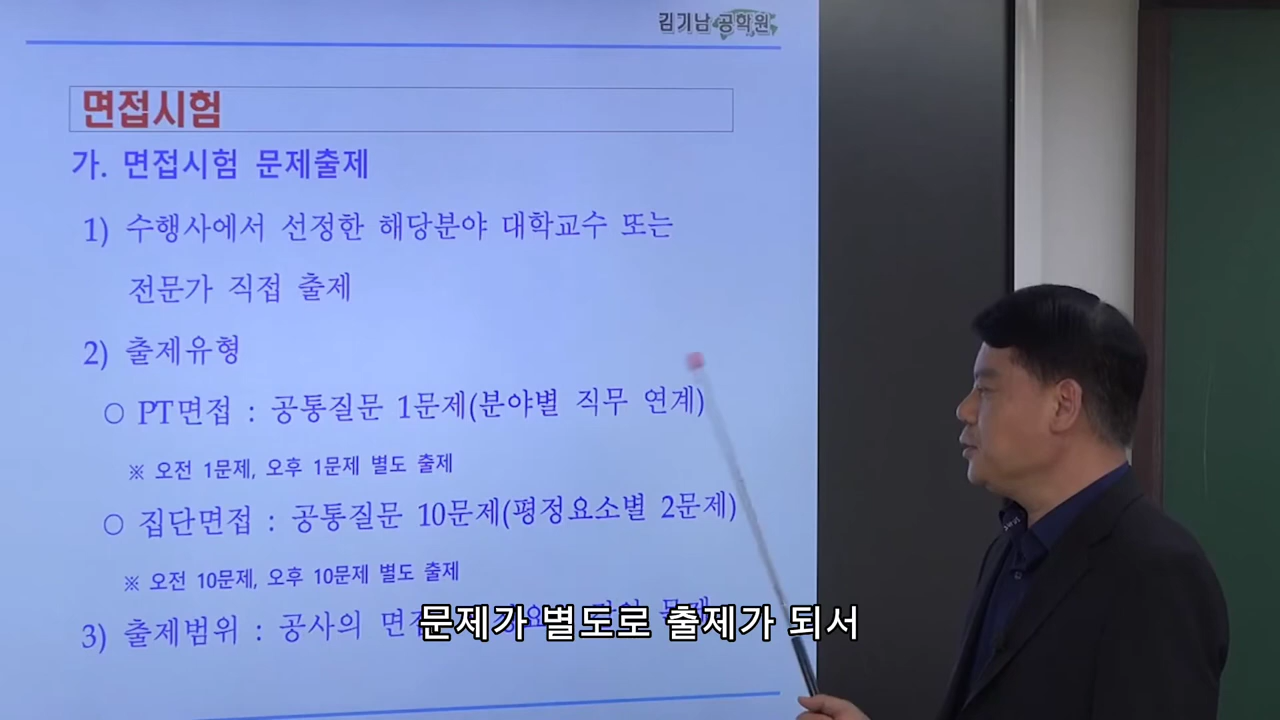 김기남 공학원
면접시험
가. 면접시험 문제출제
1) 수행사에서 선정한 해당분야 대학교수 또는
전문가 직접 출제
2) 출제유형
○ PT면접 : 공통질문 1문제(분야별 직무 연계)
※ 오전 1문제, 오후 1문제 별도 출제
○ 집단면접 : 공통질문 10문제(평정요소별 2문제)
※ 오전 10문제, 오후 10문제 별도 출제
3) 출제범위 : 공사의
문제가 별도로 출제가 되서